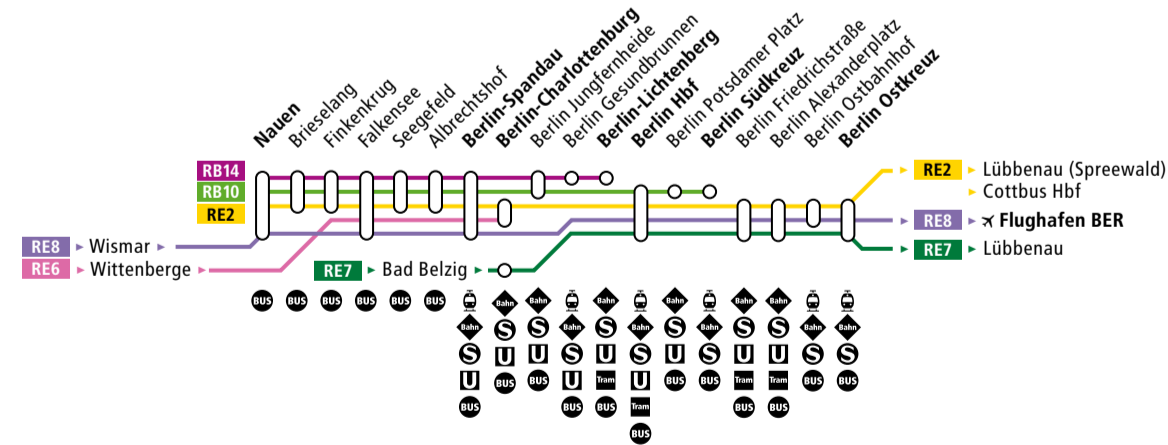 Nauen
Brieselang
Finkenkrug
Falkensee
Seegefeld
Albrechtshof
Berlin-Spandau
Berlin-Charlottenburg
Berlin Jungfernheide
Berlin Gesundbrunnen
Berlin-Lichtenberg
Berlin Hbf
Berlin Potsdamer Platz
Berlin Südkreuz
Berlin Friedrichstraße
Berlin Alexanderplatz
Berlin Ostbahnhof
Berlin Ostkreuz
RB14
RB10
RE2
RE8 Wismar
RE6 Wittenberge
RE7 Bad Belzig
RE2 Lübbenau (Spreewald)
Cottbus Hbf
RE8 Flughafen BER
RE7 Lübbenau
BUS
BUS
BUS
BUS
BUS
BUS
Bahn
S
U
BUS
Bahn
S
U
BUS
Bahn
S
U
BUS
Bahn
S
U
BUS
Bahn
S
U
Tram
BUS
Bahn
S
U
Tram
BUS
Bahn
S
U
BUS
Bahn
S
BUS
Bahn
S
U
Tram
BUS
Bahn
S
U
Tram
BUS
Bahn
S
BUS
Bahn
S
BUS